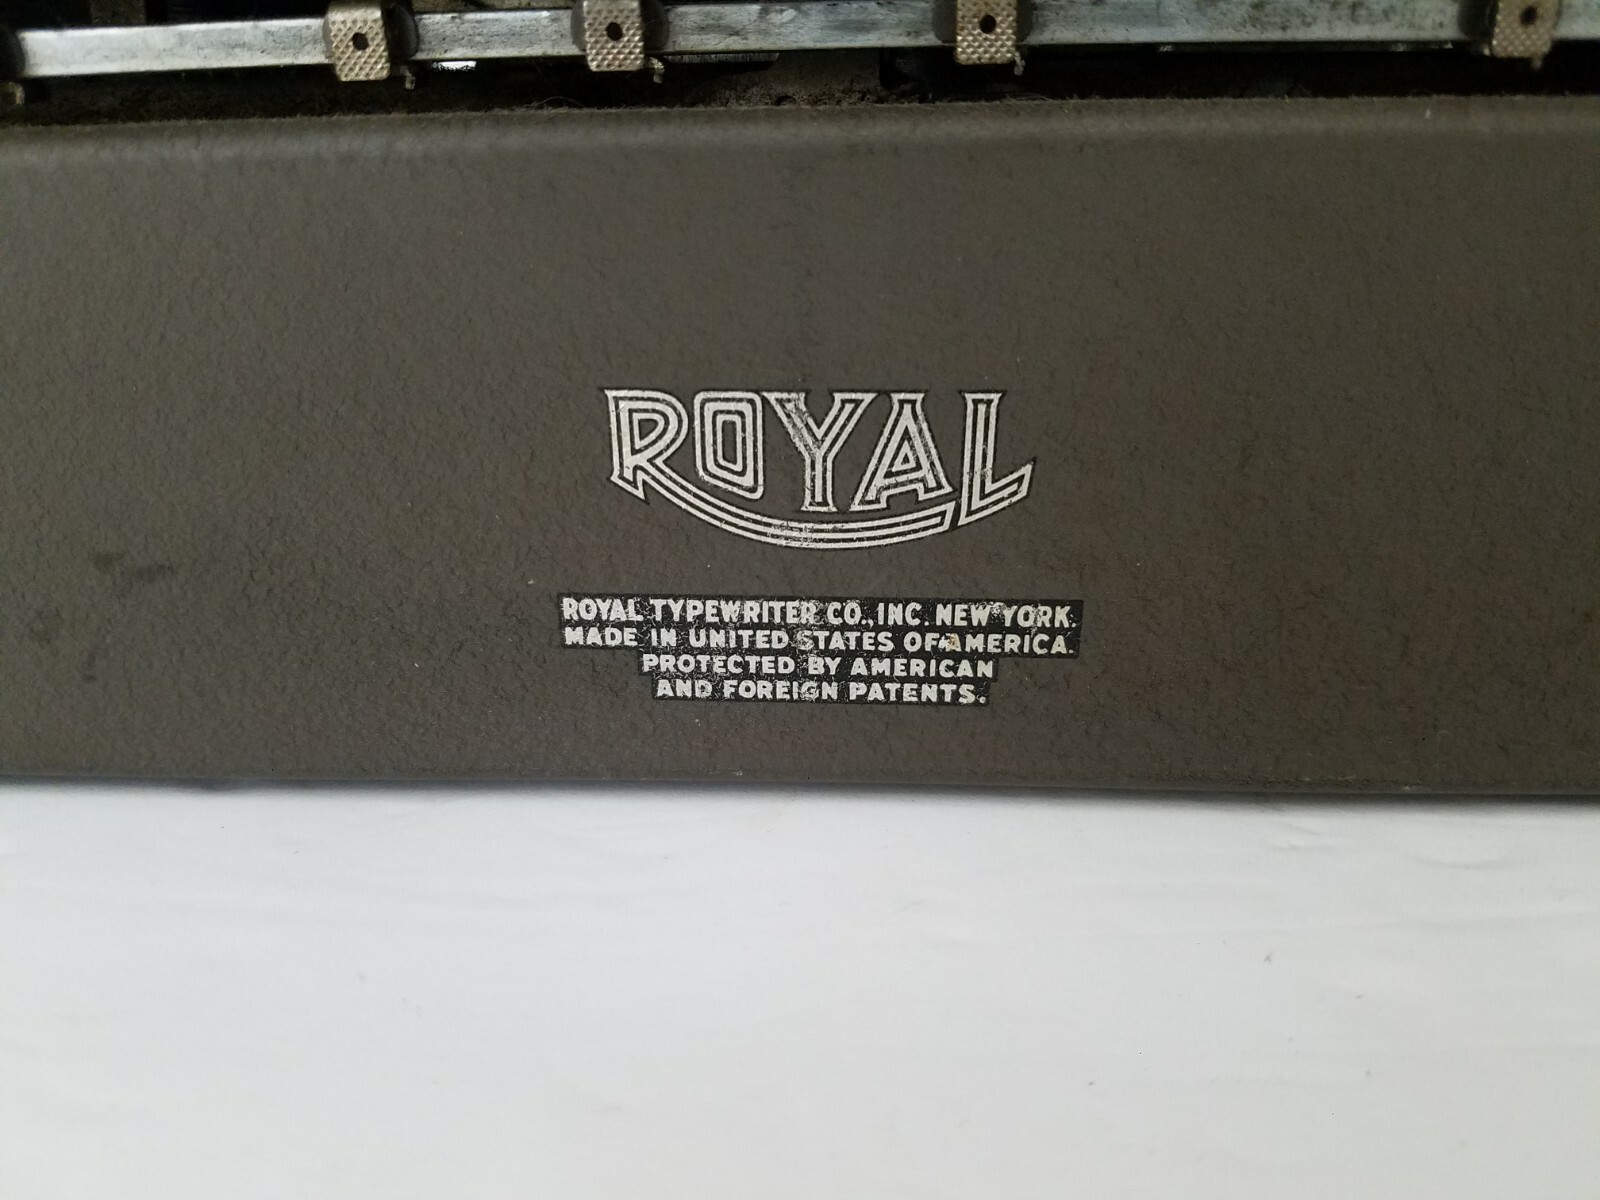 ROYAL
ROYAL TYPEWRITER CO., INC. NEW YORK.
MADE IN UNITED STATES OF AMERICA.
PROTECTED BY AMERICAN
AND FOREIGN PATENTS.